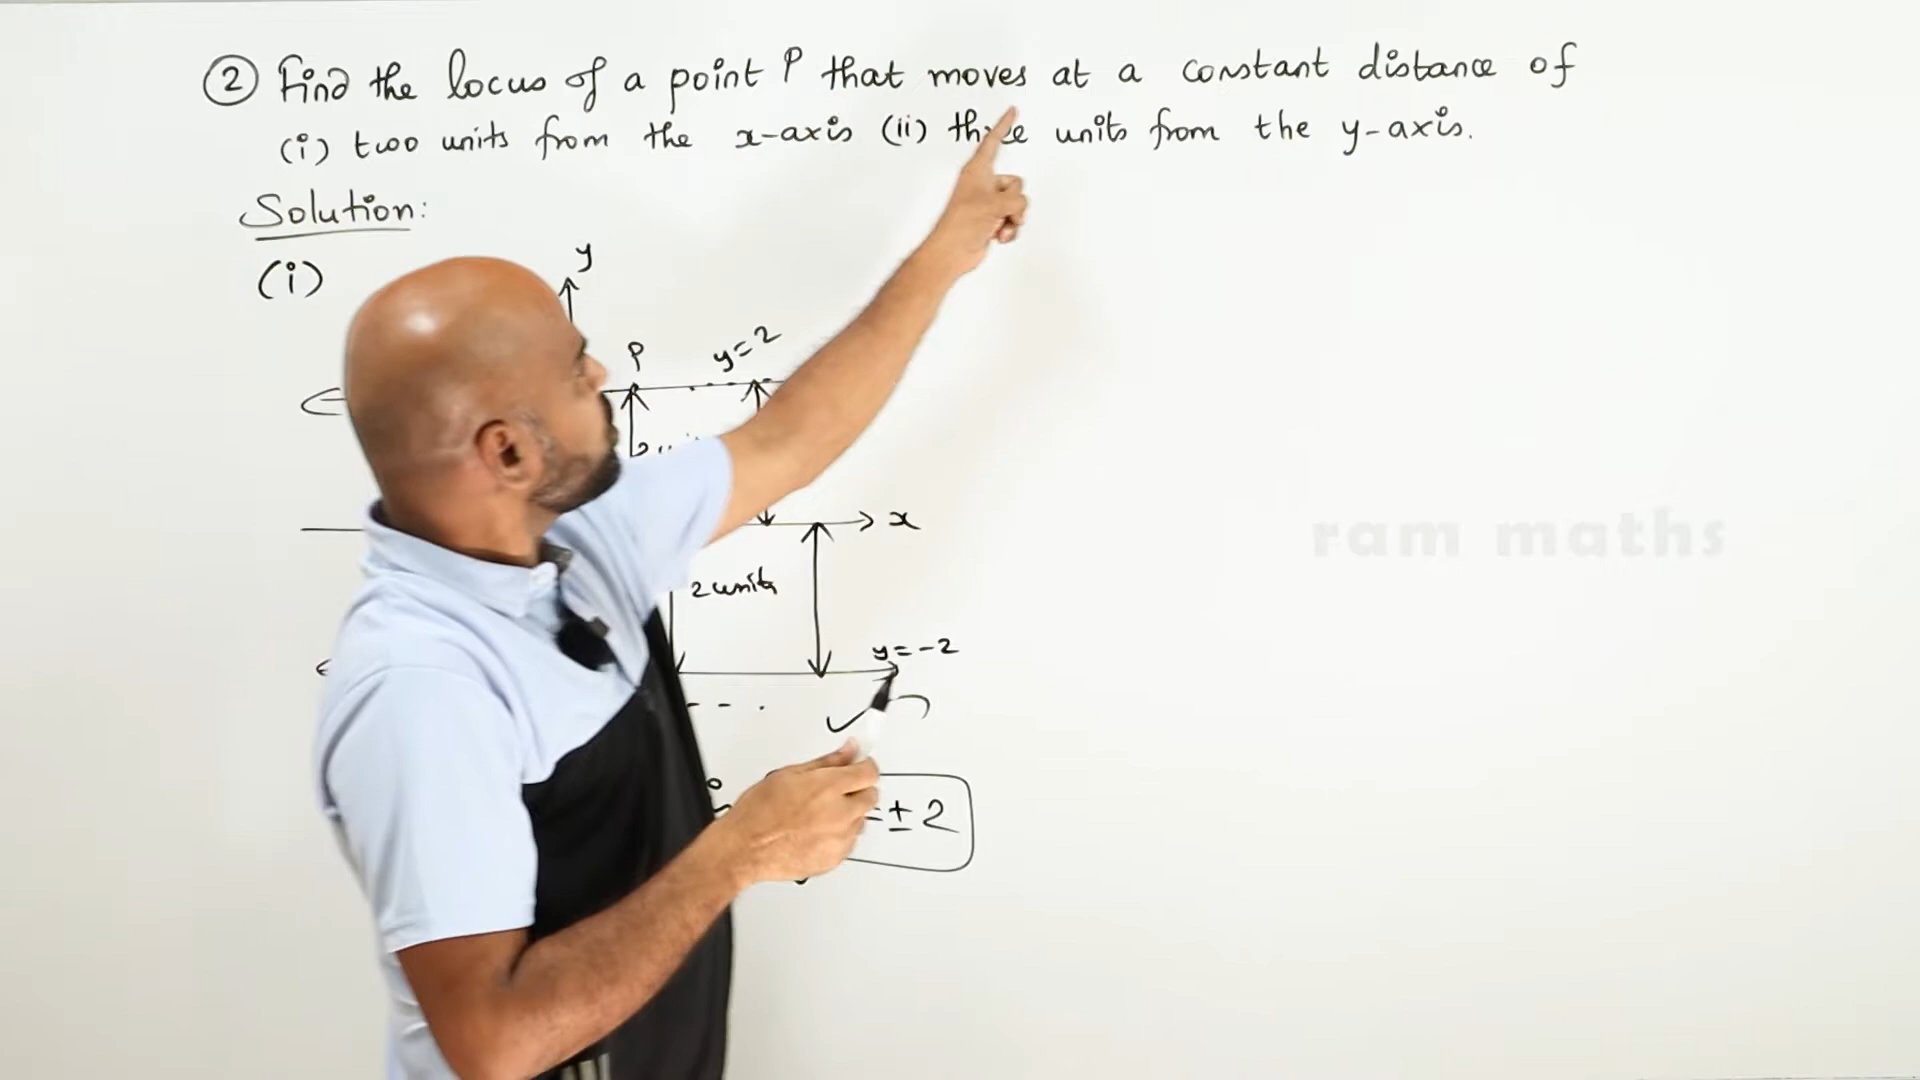 ② Find the locus of a point P that moves at a constant distance of
(i) two units from the x-axis (ii) three units from the y-axis.
Solution:
(i)
y
P
y=2
x
2 units
y=-2
=±2
ram maths